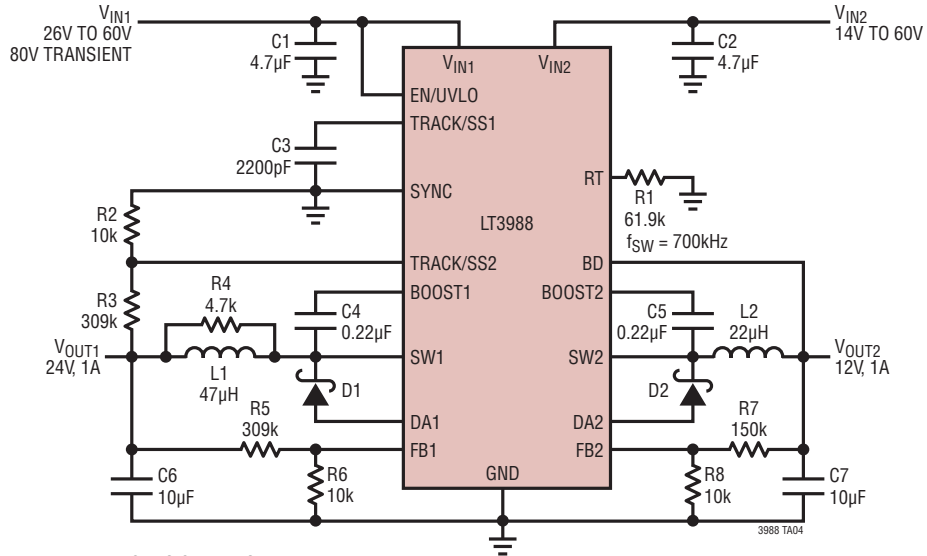 VIN1
26V TO 60V
80V TRANSIENT
C1
4.7µF
VIN1
VIN2
C2
4.7µF
VIN2
14V TO 60V
EN/UVLO
TRACK/SS1
C3
2200pF
SYNC
RT
R1
61.9k
fSW = 700kHz
LT3988
R2
10k
TRACK/SS2
BD
R3
309k
R4
4.7k
BOOST1
BOOST2
C4
0.22µF
C5
0.22µF
L2
22µH
VOUT1
24V, 1A
L1
47µH
SW1
SW2
VOUT2
12V, 1A
D1
D2
DA1
DA2
R5
309k
R7
150k
FB1
FB2
C6
10µF
R6
10k
GND
R8
10k
C7
10µF
3988 TA04